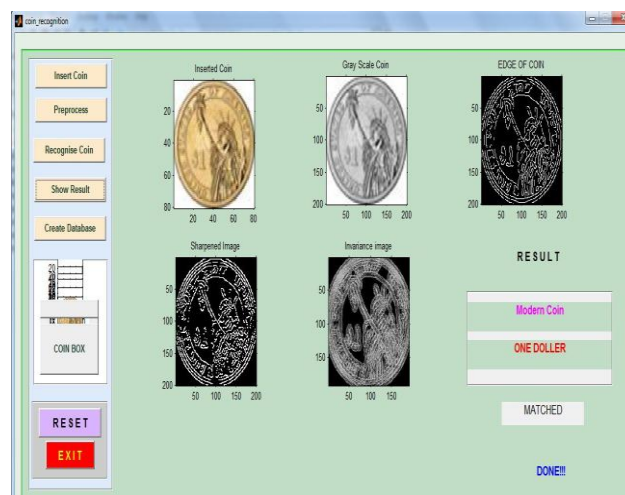 coin_recognition
Insert Coin
Preprocess
Recognise Coin
Show Result
Create Database
COIN BOX
RESET
EXIT
Inserted Coin
20
40
60
80
20 40 60 80
Gray Scale Coin
50
100
150
200
50 100 150 200
EDGE OF COIN
50
100
150
200
50 100 150 200
Sharpened Image
50
100
150
200
50 100 150 200
Invariance image
50
100
150
50 100 150
RESULT
Modern Coin
ONE DOLLER
MATCHED
DONE!!!